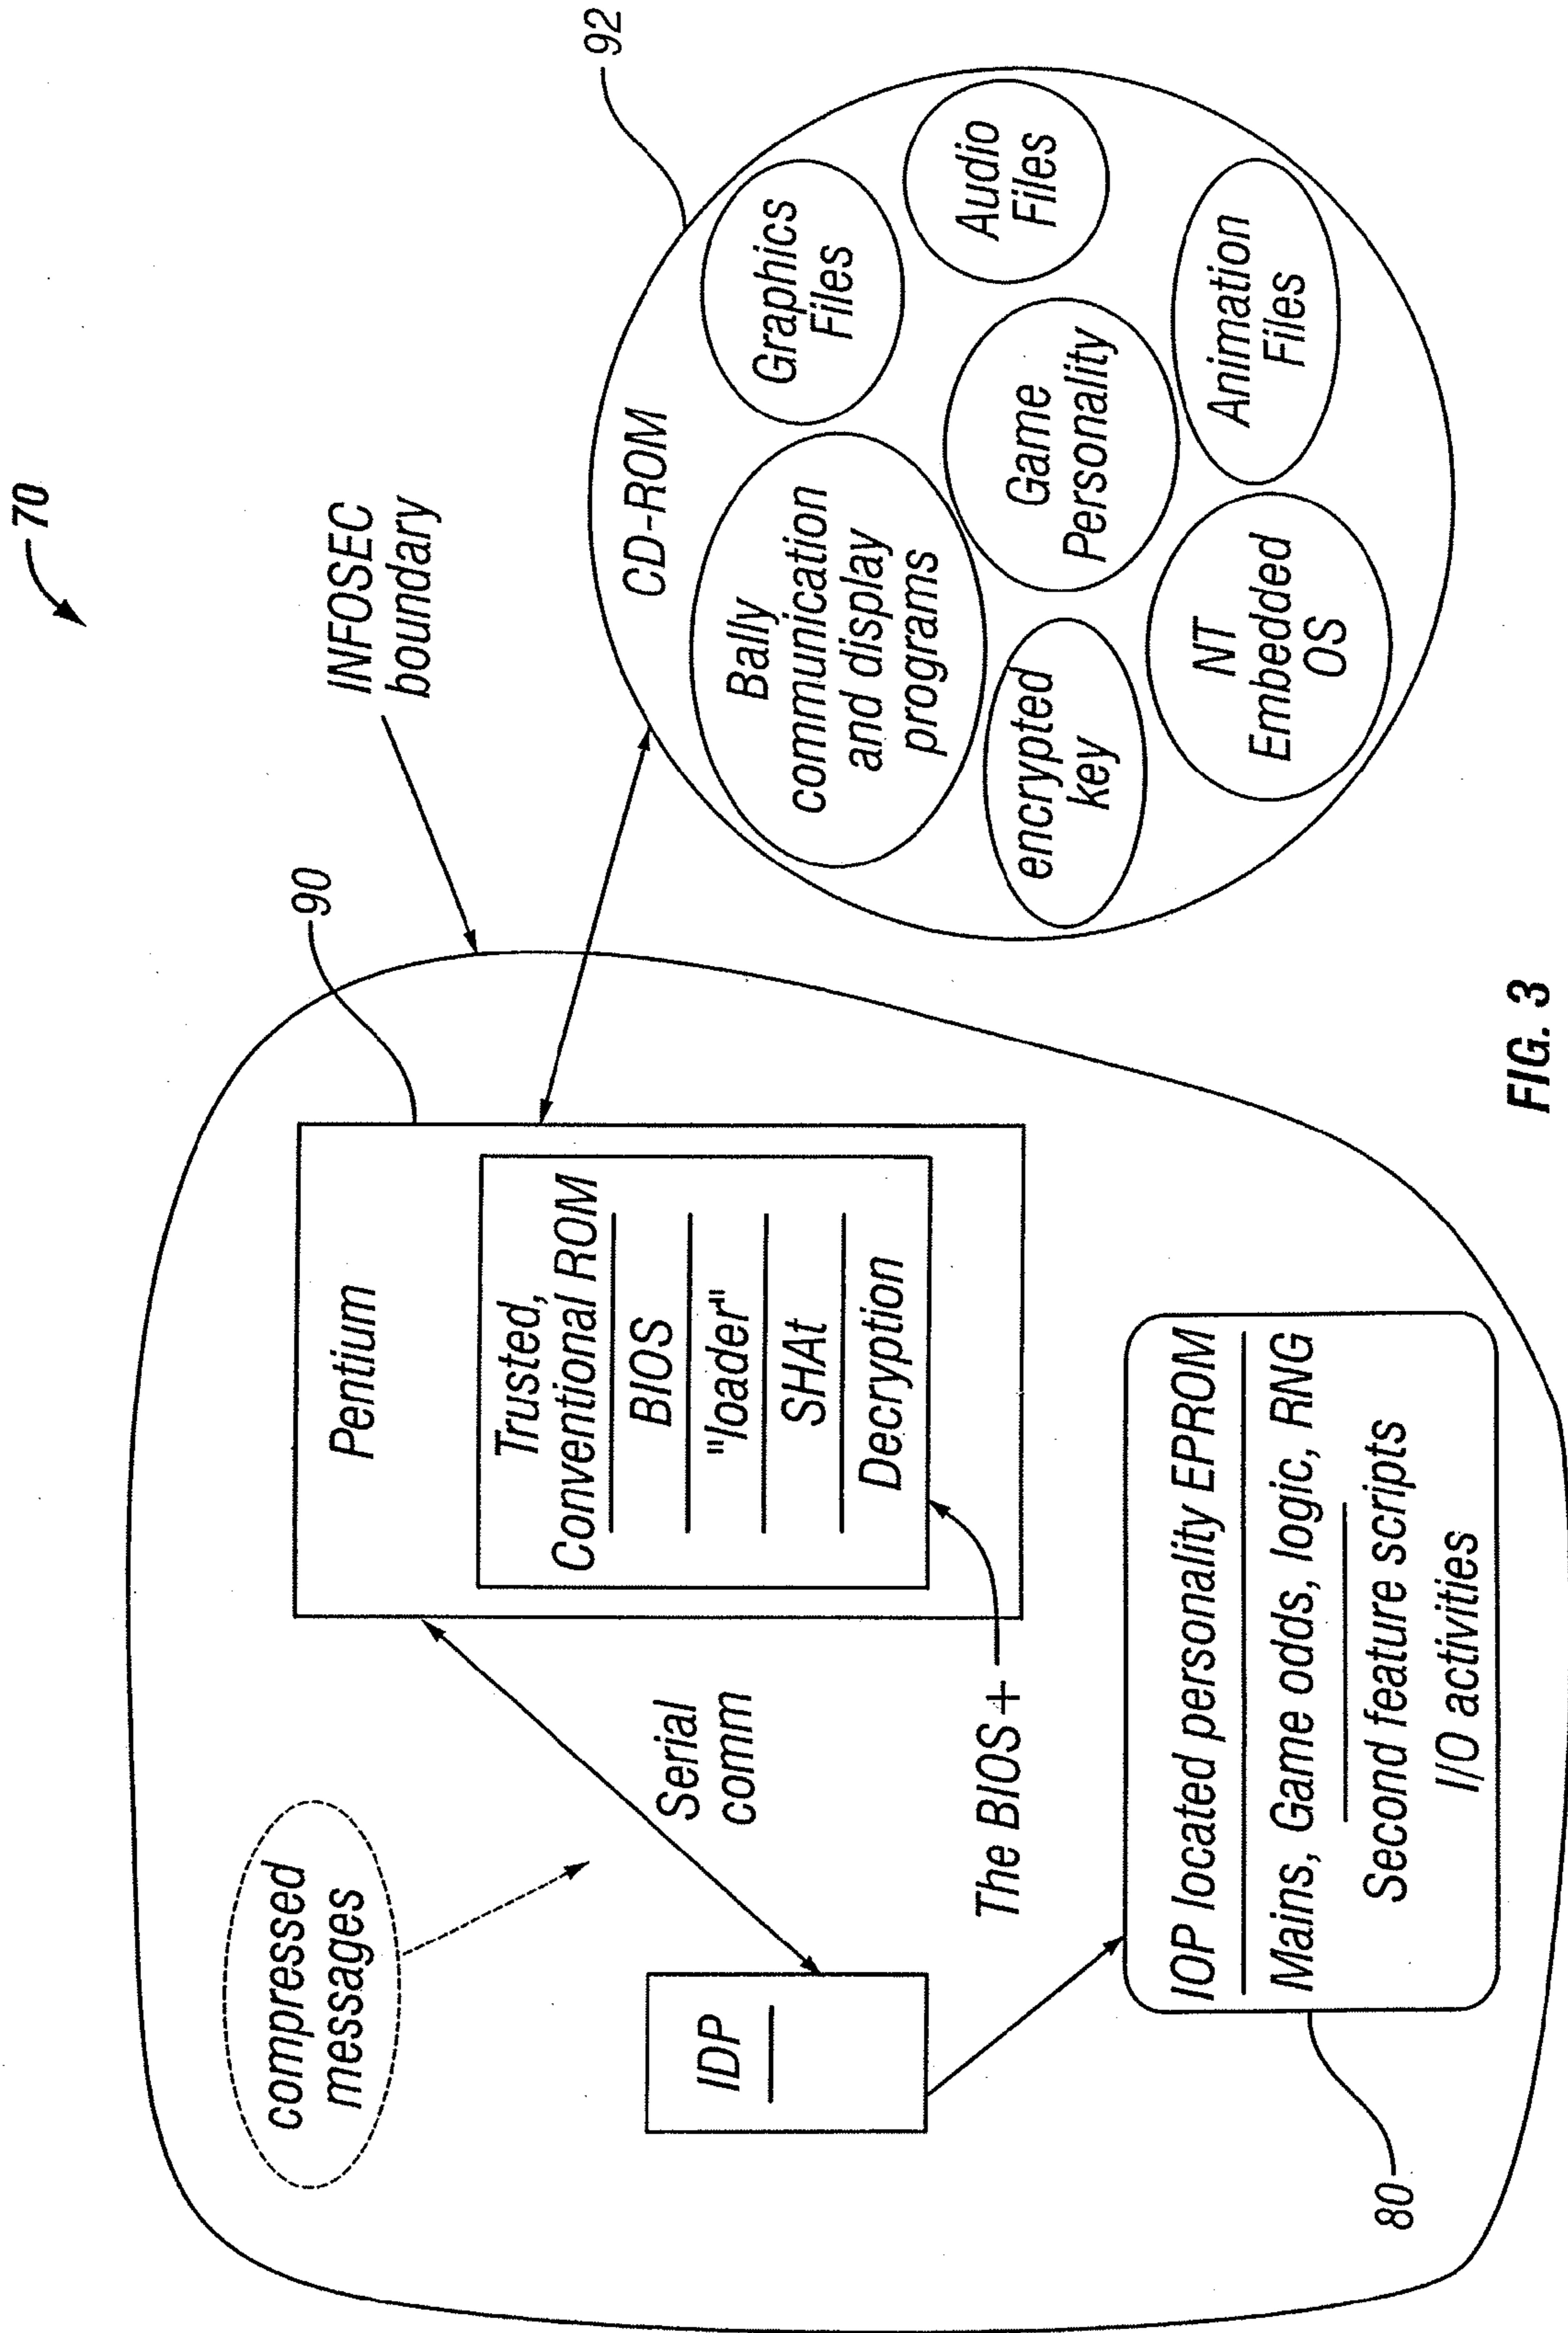 70
INFOSEC
boundary
92
90
CD-ROM
Graphics
Files
Audio
Files
Bally
communication
and display
programs
Game
Personality
Animation
Files
encrypted
key
NT
Embedded
OS
Pentium
Trusted,
Conventional ROM
BIOS
"loader"
SHAt
Decryption
compressed
messages
Serial
comm
The BIOS+
IDP
IOP located personality EPROM
Mains, Game odds, logic, RNG
Second feature scripts
I/O activities
80
FIG. 3